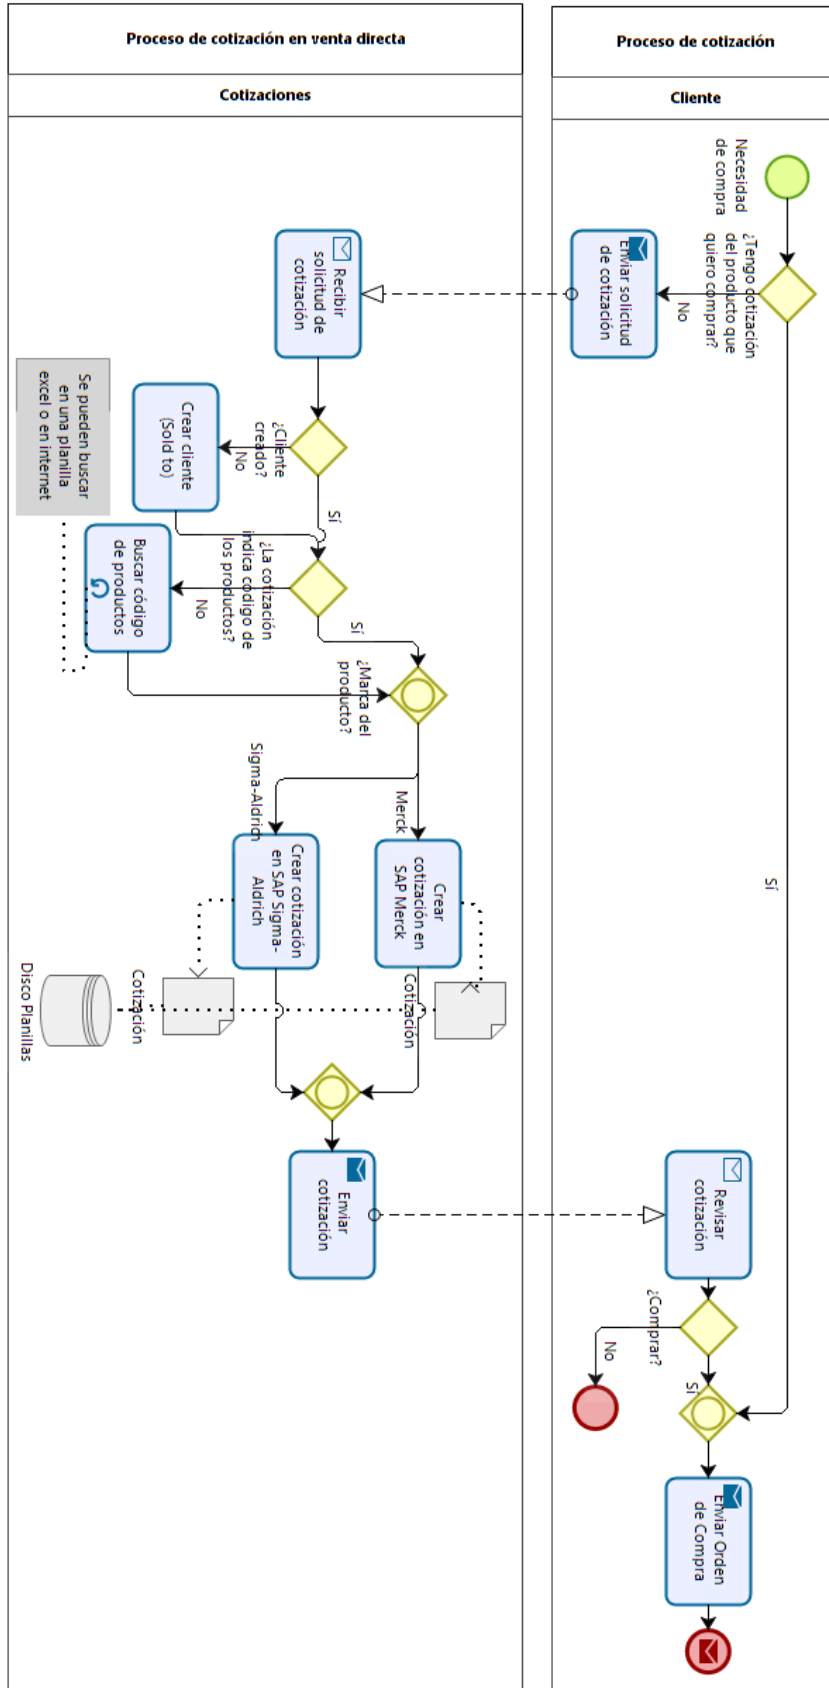 Proceso de cotización en venta directa
Cotizaciones
Proceso de cotización
Cliente
Necesidad
de compra
¿Tengo cotización
del producto que
quiero comprar?
No
Sí
Enviar solicitud
de cotización
Recibir
solicitud de
cotización
¿Cliente
creado?
No
Sí
Crear cliente
(Sold to)
Se pueden buscar
en una planilla
excel o en internet
¿La cotización
indica código de
los productos?
No
Sí
Buscar código
de productos
¿Marca del
producto?
Sigma-Aldrich
Merck
Crear cotización
en SAP Sigma-
Aldrich
Crear
cotización en
SAP Merck
Cotización
Cotización
Disco Planillas
Enviar
cotización
Revisar
cotización
¿Comprar?
No
Sí
Enviar Orden
de Compra